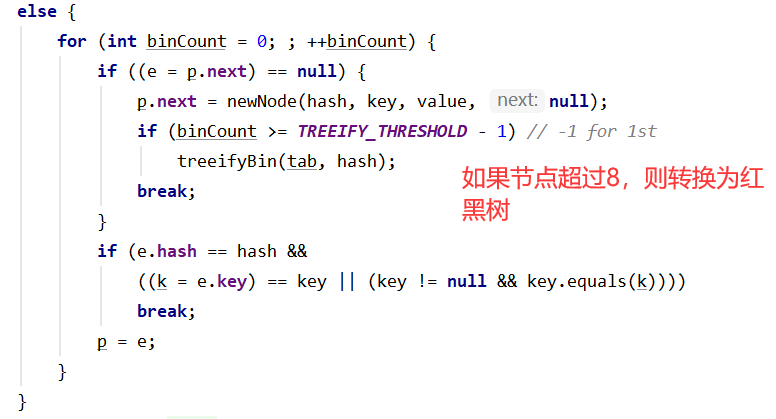 else {
for (int binCount = 0; ; ++binCount) {
if ((e = p.next) == null) {
p.next = newNode(hash, key, value, next: null);
if (binCount >= TREEIFY_THRESHOLD - 1) // -1 for 1st
treeifyBin(tab, hash);
break;
}
如果节点超过8，则转换为红
黑树
if (e.hash == hash &&
((k = e.key) == key || (key != null && key.equals(k))))
break;
p = e;
}
}